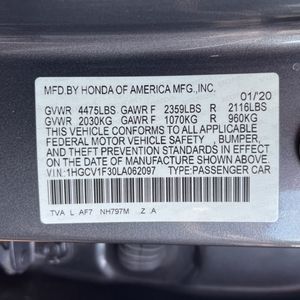 MFD.BY HONDA OF AMERICA MFG.,INC.
01/'20
GVWR 4475LBS GAWR F 2359LBS R 2116LBS
GVWR 2030KG GAWR F 1070KG R 960KG
THIS VEHICLE CONFORMS TO ALL APPLICABLE
FEDERAL MOTOR VEHICLE SAFETY , BUMPER,
AND THEFT PREVENTION STANDARDS IN EFFECT
ON THE DATE OF MANUFACTURE SHOWN ABOVE.
V.I.N:1HGCV1F30LA062097 TYPE:PASSENGER CAR
TVA L AF7 NH797M Z A